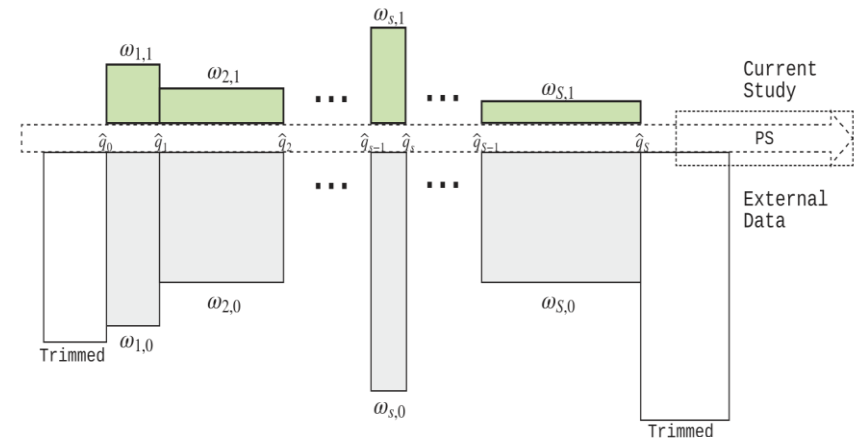 ω1,1
ω2,1
...
ωs,1
...
ωS,1
Current
Study
q̂0
q̂1
q̂2
q̂s−1
q̂s
q̂S−1
q̂S
PS
...
...
External
Data
ω1,0
ω2,0
ωs,0
ωS,0
Trimmed
Trimmed